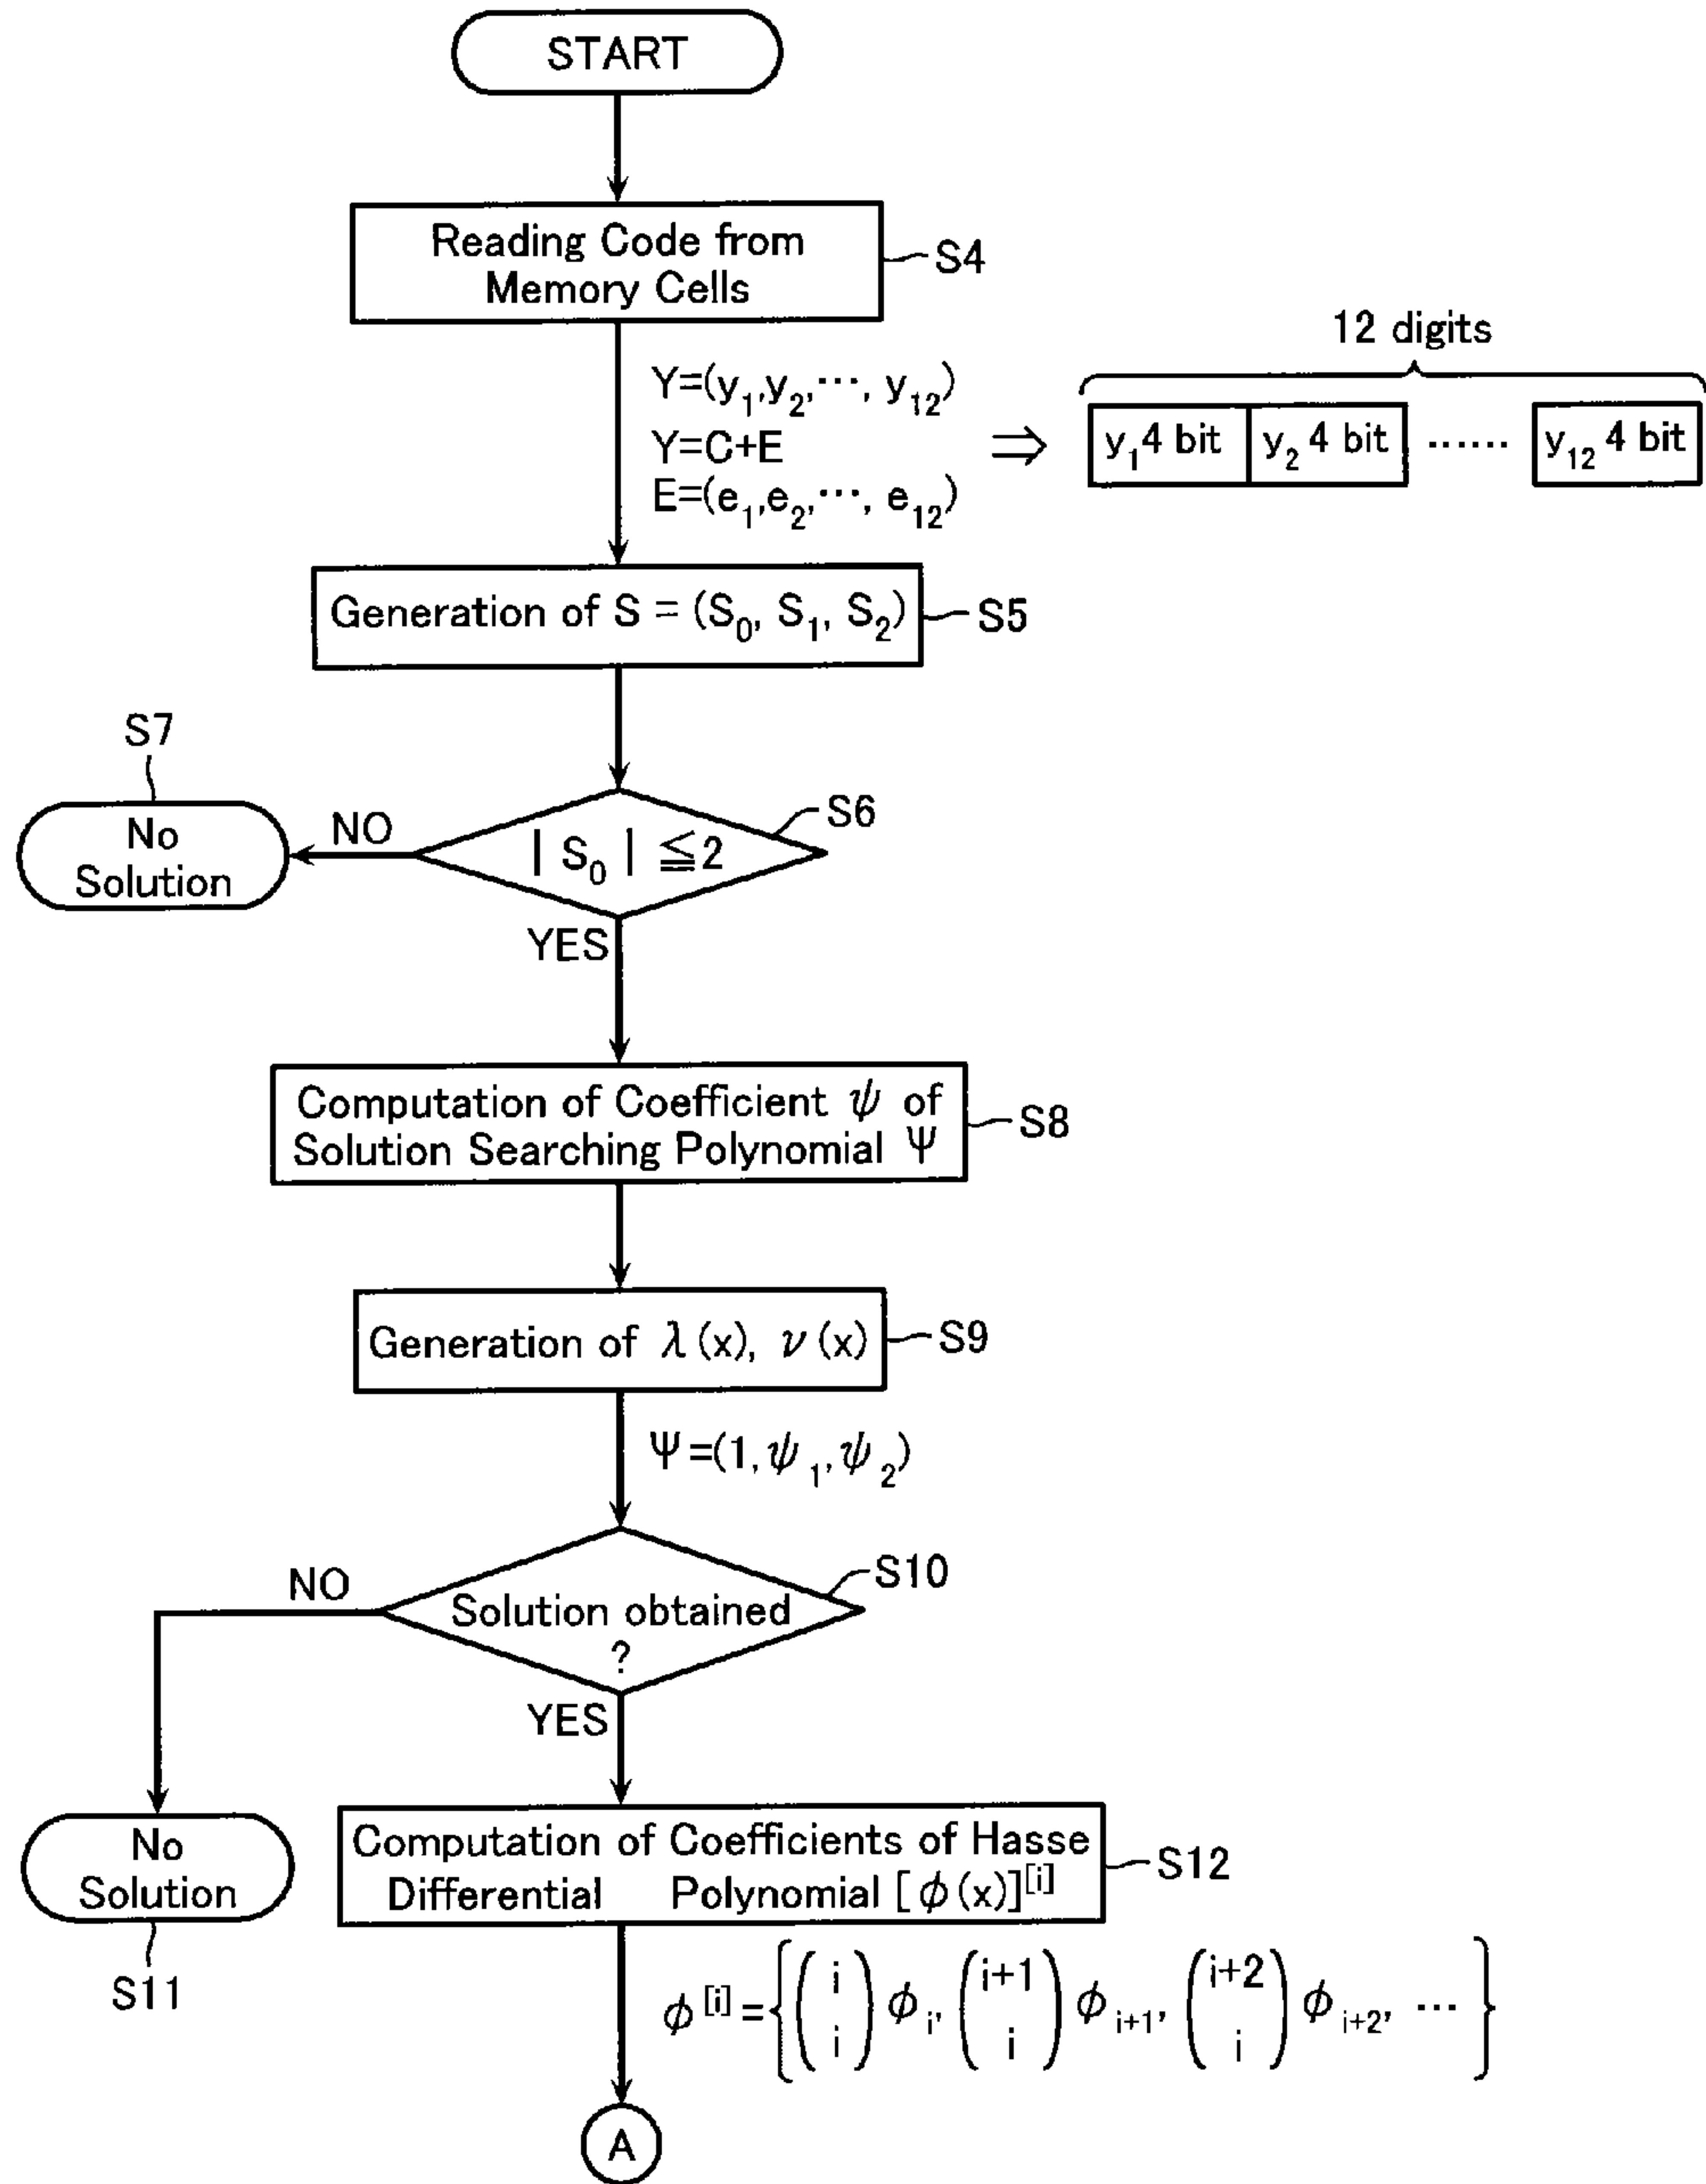 START
Reading Code from
Memory Cells
S4
Y=(y₁,y₂,⋯, y₁₂)
Y=C+E
E=(e₁,e₂,⋯, e₁₂)
⇒
12 digits
y₁ 4 bit y₂ 4 bit ⋯⋯ y₁₂ 4 bit
Generation of S = (S₀, S₁, S₂)
S5
S7
No
Solution
NO
| S₀ | ≦2
S6
YES
Computation of Coefficient ψ of
Solution Searching Polynomial Ψ
S8
Generation of λ(x), ν(x)
S9
Ψ=(1, ψ₁, ψ₂)
NO
Solution obtained
?
S10
YES
No
Solution
S11
Computation of Coefficients of Hasse
Differential Polynomial [ϕ(x)]^[i]
S12
ϕ^[i]={(i i) ϕ_i, (i+1 i) ϕ_i+1, (i+2 i) ϕ_i+2, ⋯}
A